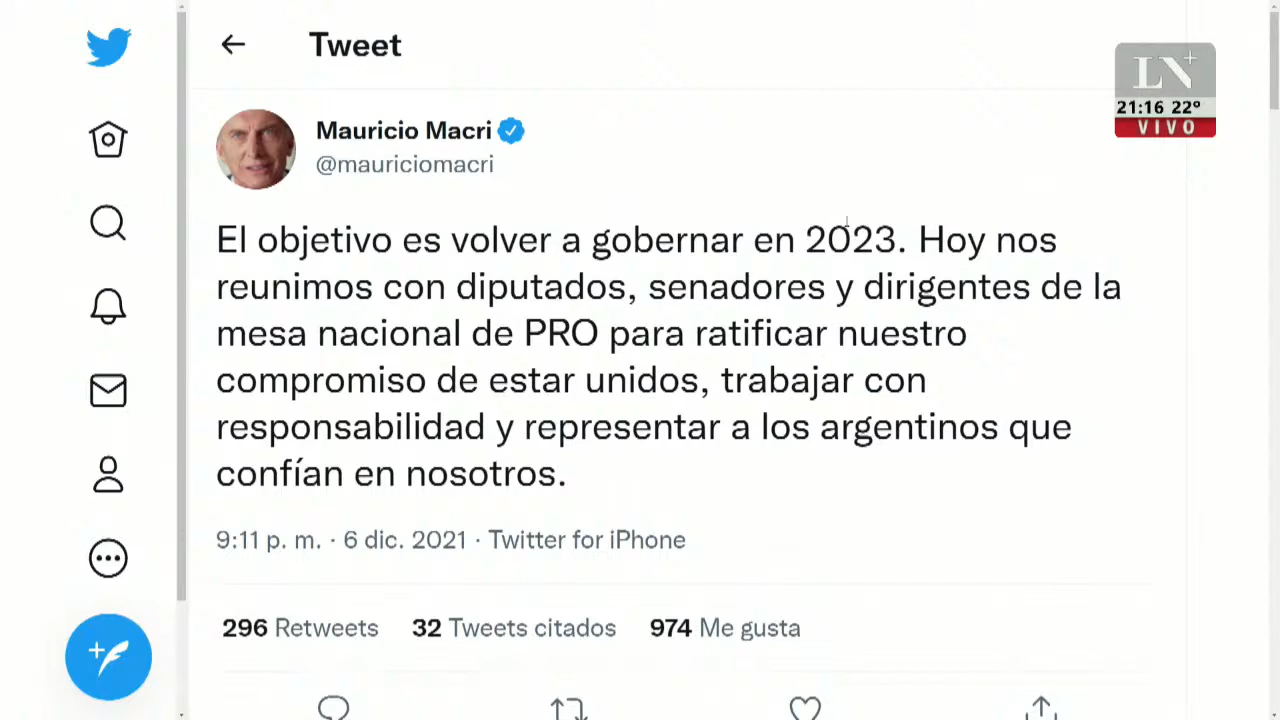 Tweet
LN+
21:16 22º
VIVO
Mauricio Macri
@mauriciomacri
El objetivo es volver a gobernar en 2023. Hoy nos
reunimos con diputados, senadores y dirigentes de la
mesa nacional de PRO para ratificar nuestro
compromiso de estar unidos, trabajar con
responsabilidad y representar a los argentinos que
confían en nosotros.
9:11 p. m. · 6 dic. 2021 · Twitter for iPhone
296 Retweets 32 Tweets citados 974 Me gusta